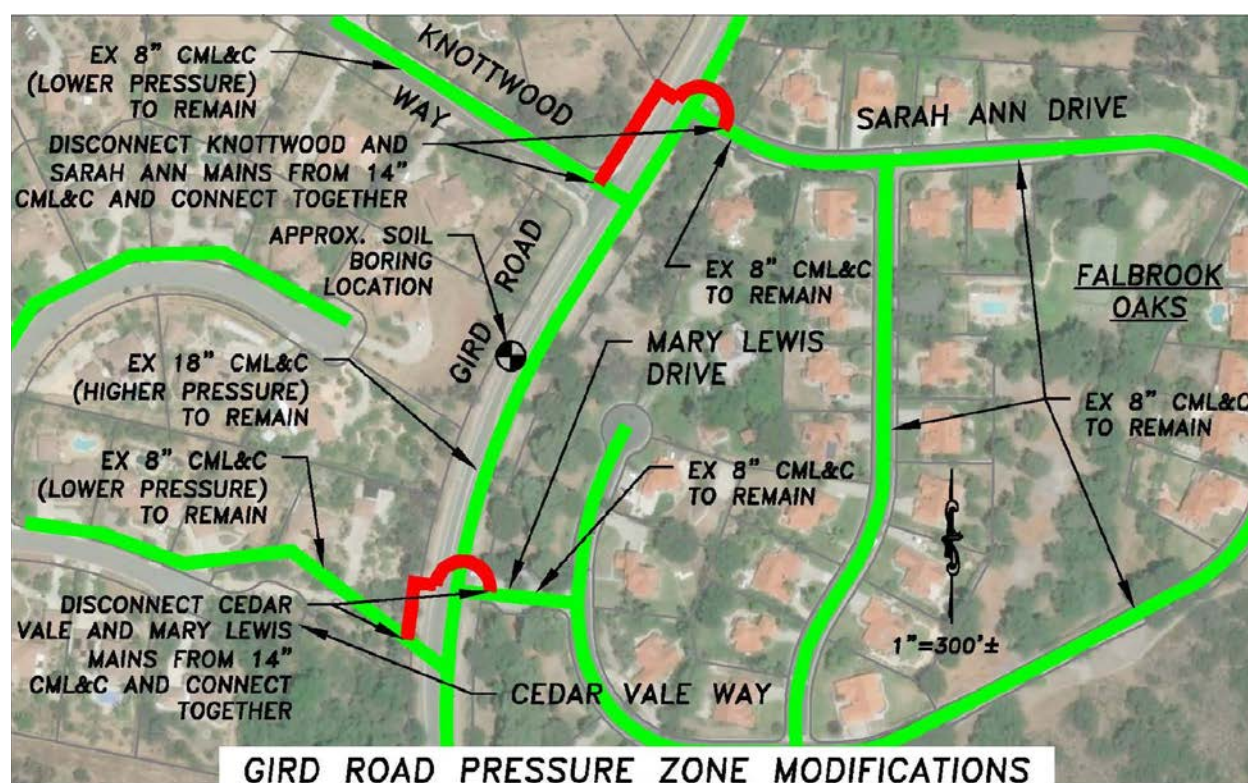 EX 8" CML&C
(LOWER PRESSURE)
TO REMAIN
KNOTTWOOD
WAY
SARAH ANN DRIVE
DISCONNECT KNOTTWOOD AND
SARAH ANN MAINS FROM 14"
CML&C AND CONNECT TOGETHER
APPROX. SOIL
BORING
LOCATION
GIRD ROAD
EX 8" CML&C
TO REMAIN
FALBROOK
OAKS
EX 18" CML&C
(HIGHER PRESSURE)
TO REMAIN
MARY LEWIS
DRIVE
EX 8" CML&C
TO REMAIN
EX 8" CML&C
(LOWER PRESSURE)
TO REMAIN
EX 8" CML&C
TO REMAIN
DISCONNECT CEDAR
VALE AND MARY LEWIS
MAINS FROM 14"
CML&C AND CONNECT
TOGETHER
1"=300'±
CEDAR VALE WAY
GIRD ROAD PRESSURE ZONE MODIFICATIONS